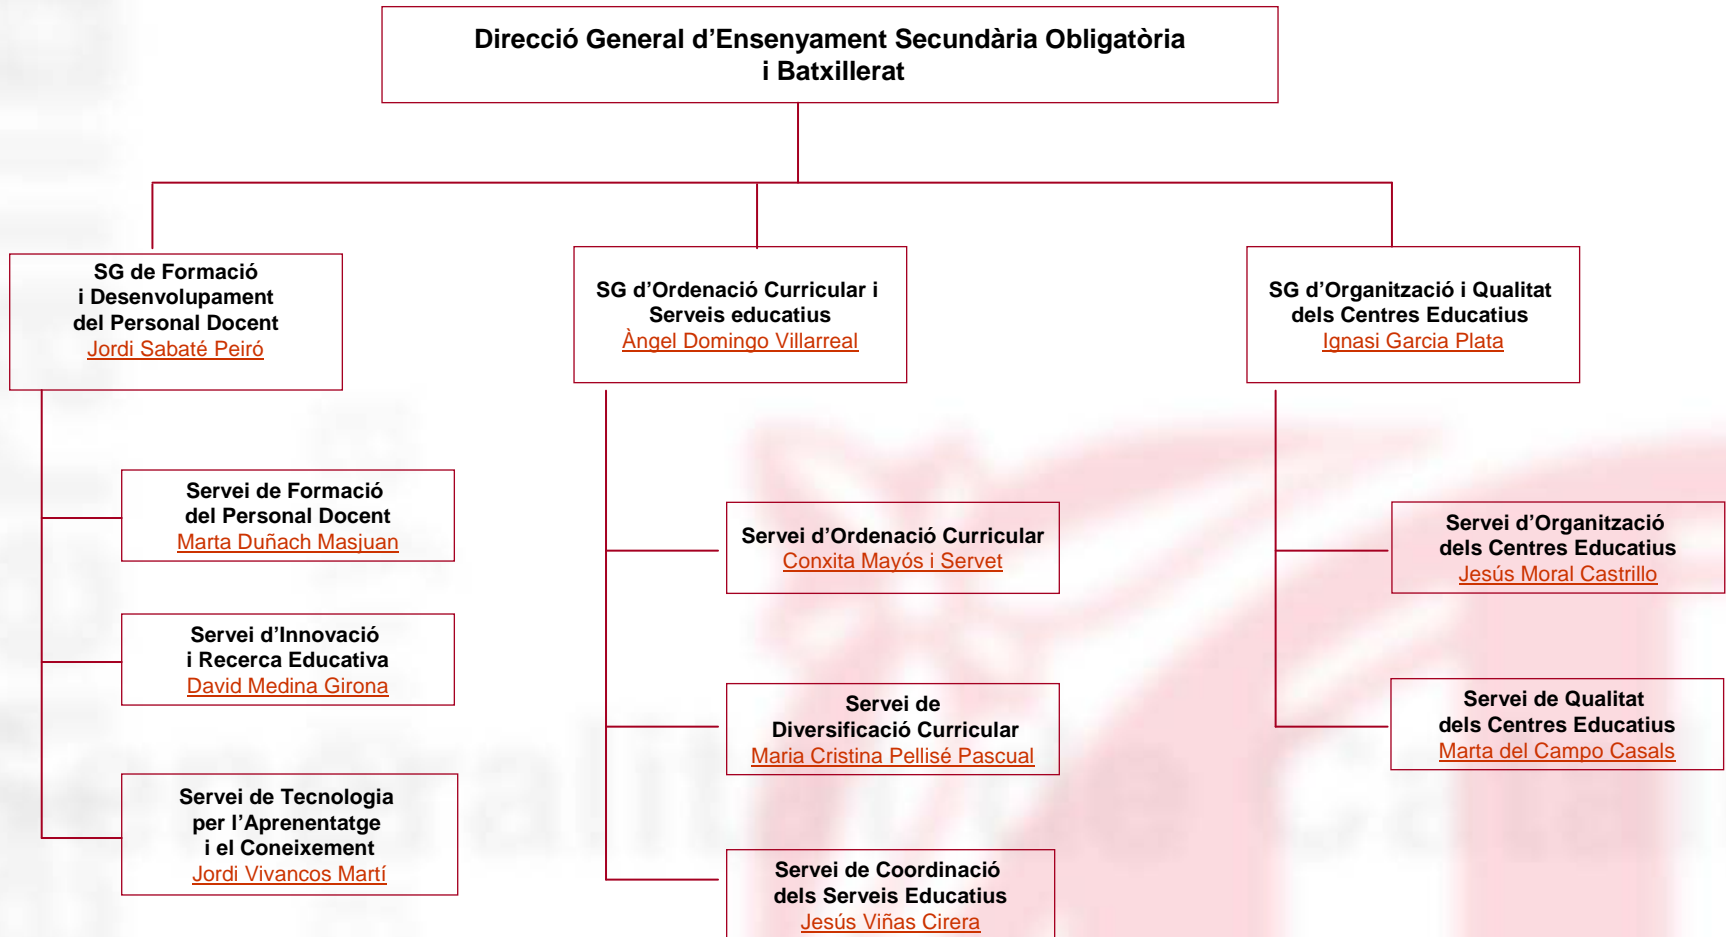 Direcció General d’Ensenyament Secundària Obligatòria
i Batxillerat
SG de Formació
i Desenvolupament
del Personal Docent
Jordi Sabaté Peiró
Servei de Formació
del Personal Docent
Marta Duñach Masjuan
Servei d’Innovació
i Recerca Educativa
David Medina Girona
Servei de Tecnologia
per l’Aprenentatge
i el Coneixement
Jordi Vivancos Martí
SG d’Ordenació Curricular i
Serveis educatius
Àngel Domingo Villarreal
Servei d’Ordenació Curricular
Conxita Mayós i Servet
Servei de
Diversificació Curricular
Maria Cristina Pellisé Pascual
Servei de Coordinació
dels Serveis Educatius
Jesús Viñas Cirera
SG d’Organització i Qualitat
dels Centres Educatius
Ignasi Garcia Plata
Servei d’Organització
dels Centres Educatius
Jesús Moral Castrillo
Servei de Qualitat
dels Centres Educatius
Marta del Campo Casals